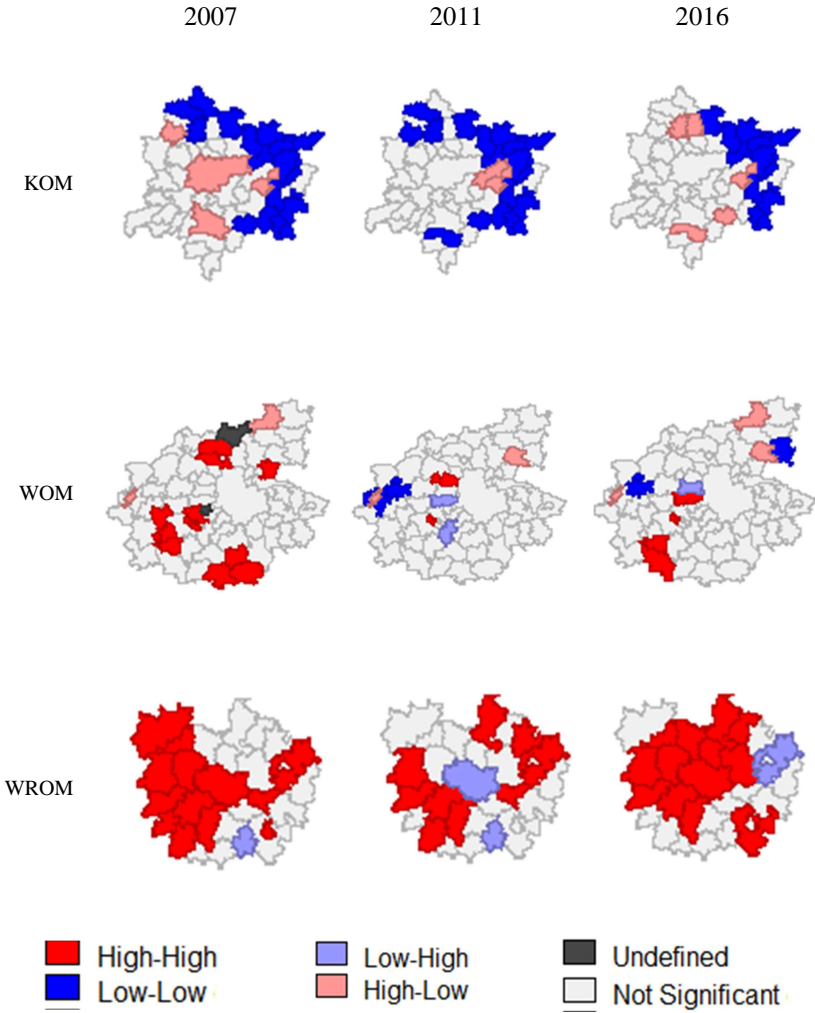 2007 2011 2016
KOM
WOM
WROM
High-High Low-High Undefined
Low-Low High-Low Not Significant